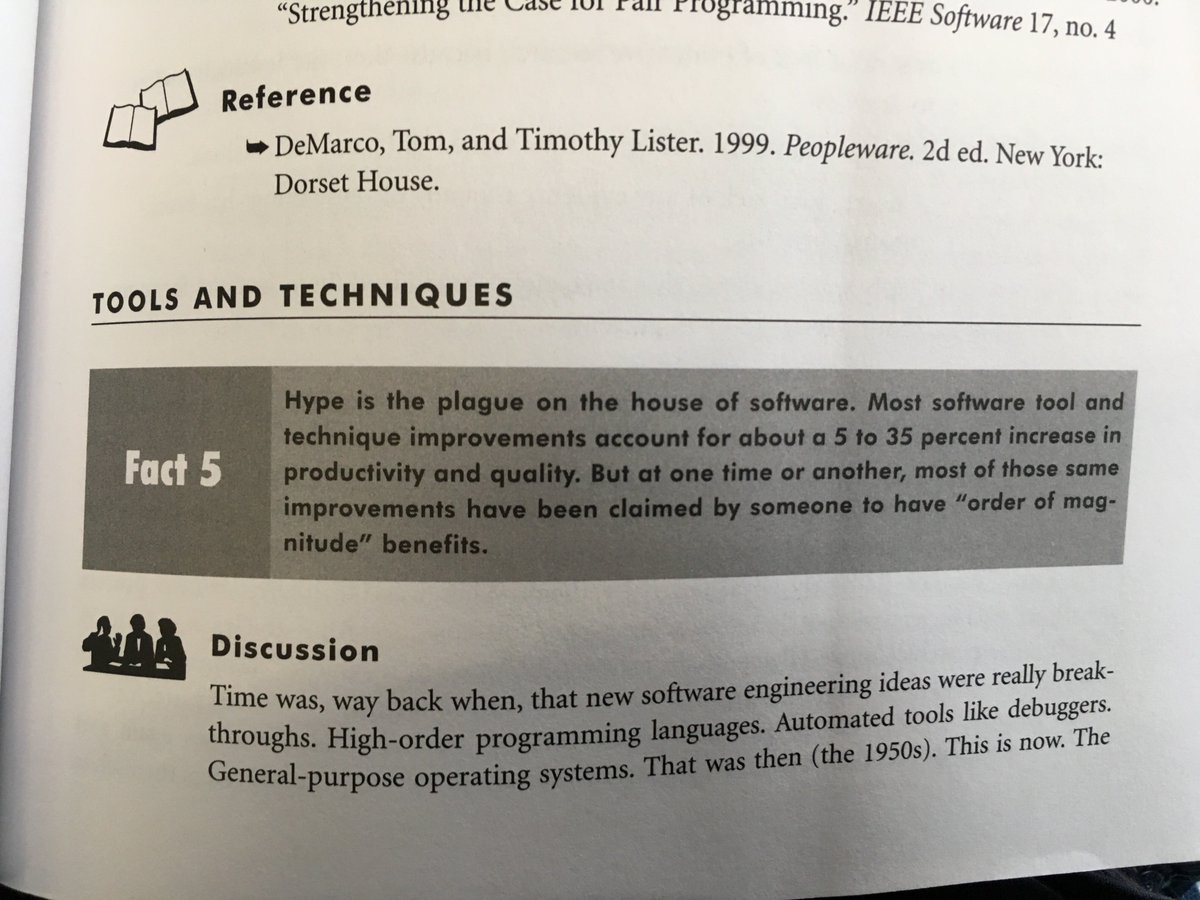 “Strengthening the Case for Pair Programming.” IEEE Software 17, no. 4
Reference
➥ DeMarco, Tom, and Timothy Lister. 1999. Peopleware. 2d ed. New York:
Dorset House.
TOOLS AND TECHNIQUES
Fact 5
Hype is the plague on the house of software. Most software tool and
technique improvements account for about a 5 to 35 percent increase in
productivity and quality. But at one time or another, most of those same
improvements have been claimed by someone to have “order of mag-
nitude” benefits.
Discussion
Time was, way back when, that new software engineering ideas were really break-
throughs. High-order programming languages. Automated tools like debuggers.
General-purpose operating systems. That was then (the 1950s). This is now. The